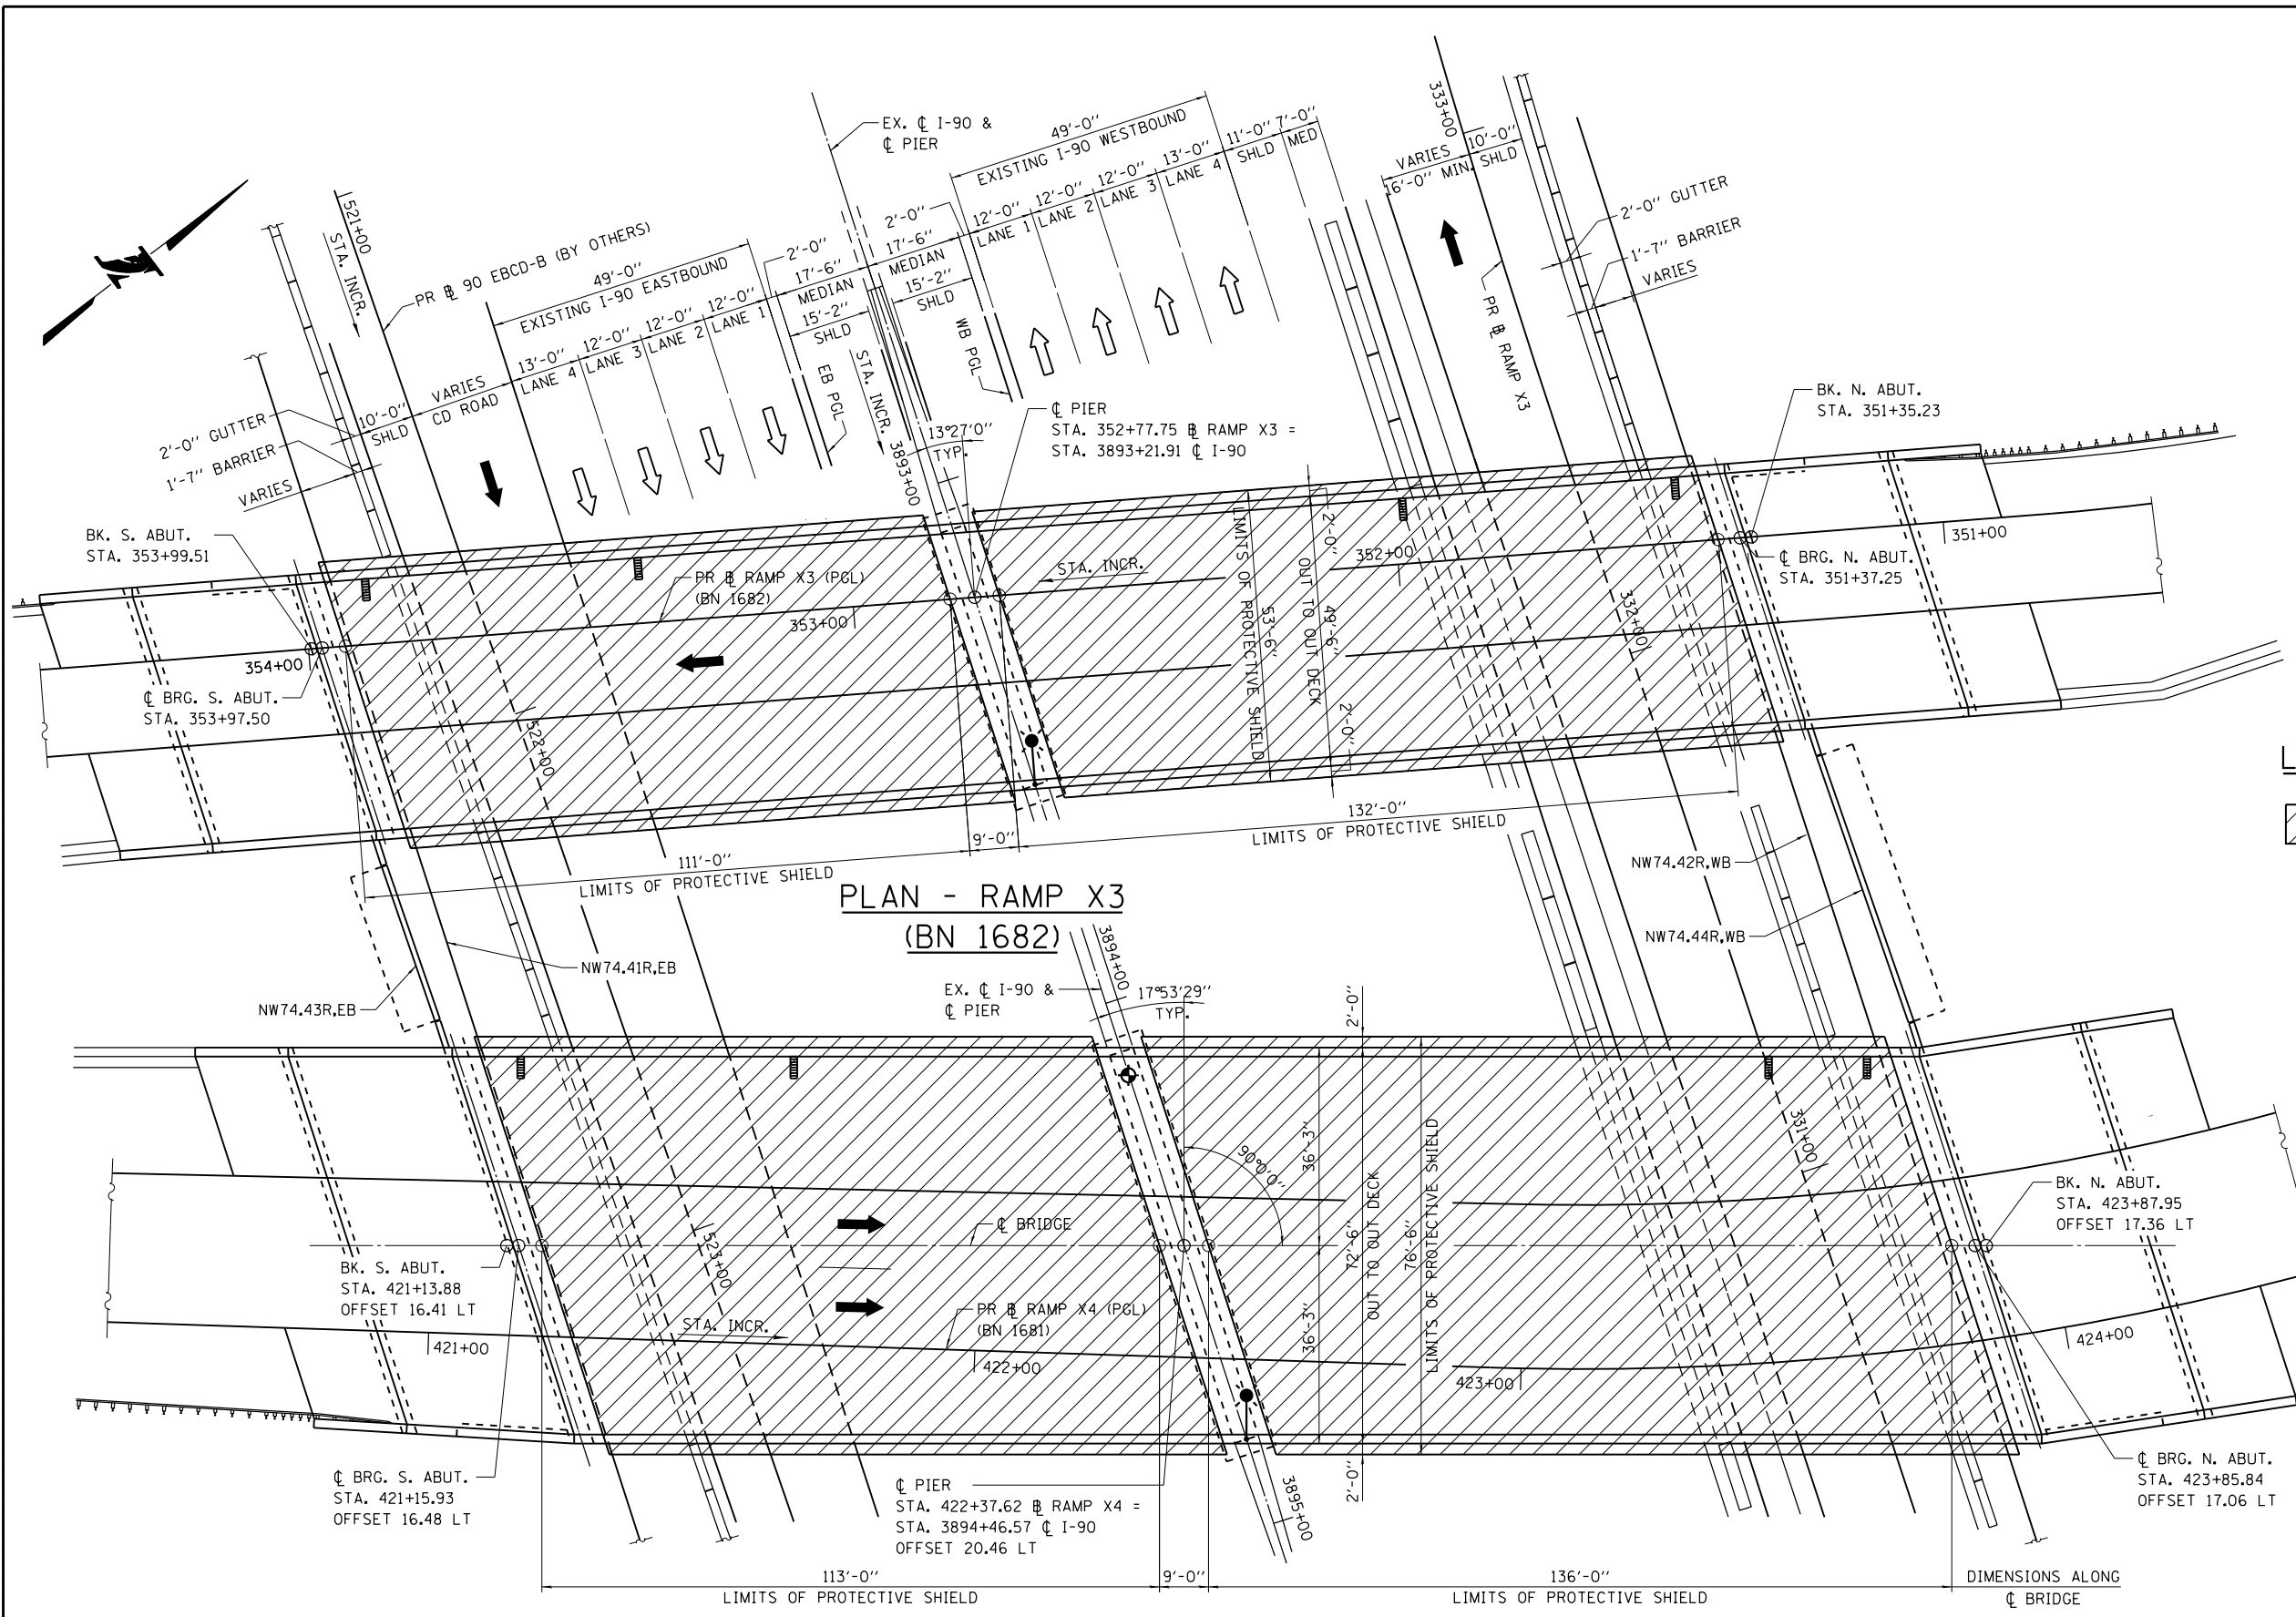 EX. ℄ I-90 &
℄ PIER
49'-0"
EXISTING I-90 WESTBOUND
11'-0"
SHLD
7'-0"
MED
333+00
VARIES
16'-0" MIN.
10'-0"
SHLD
2'-0" GUTTER
1'-7" BARRIER
VARIES
521+00
STA. INCR.
PR ⅊ 90 EBCD-B (BY OTHERS)
49'-0"
EXISTING I-90 EASTBOUND
2'-0"
17'-6"
MEDIAN
15'-2"
SHLD
17'-6"
MEDIAN
15'-2"
SHLD
2'-0"
12'-0"
LANE 1
12'-0"
LANE 2
12'-0"
LANE 3
13'-0"
LANE 4
2'-0" GUTTER
1'-7" BARRIER
VARIES
10'-0"
SHLD
VARIES
CD ROAD
13'-0"
LANE 4
12'-0"
LANE 3
12'-0"
LANE 2
12'-0"
LANE 1
EB PGL
STA. INCR.
3893+00
WB PGL
PR ⅊ RAMP X3
13°27'0"
TYP.
℄ PIER
STA. 352+77.75 ⅊ RAMP X3 =
STA. 3893+21.91 ℄ I-90
BK. N. ABUT.
STA. 351+35.23
BK. S. ABUT.
STA. 353+99.51
PR ⅊ RAMP X3 (PGL)
(BN 1682)
353+00
STA. INCR.
352+00
351+00
℄ BRG. N. ABUT.
STA. 351+37.25
354+00
℄ BRG. S. ABUT.
STA. 353+97.50
522+00
LIMITS OF PROTECTIVE SHIELD
53'-6"
2'-0"
OUT TO OUT DECK
49'-6"
2'-0"
332+00
132'-0"
LIMITS OF PROTECTIVE SHIELD
9'-0"
111'-0"
LIMITS OF PROTECTIVE SHIELD
L
PLAN - RAMP X3
(BN 1682)
NW74.42R,WB
NW74.44R,WB
NW74.41R,EB
NW74.43R,EB
EX. ℄ I-90 &
℄ PIER
3894+00
17°53'29"
TYP.
2'-0"
90°0'0"
36'-3"
36'-3"
72'-6"
OUT TO OUT DECK
76'-6"
LIMITS OF PROTECTIVE SHIELD
2'-0"
331+00
℄ BRIDGE
523+00
BK. N. ABUT.
STA. 423+87.95
OFFSET 17.36 LT
BK. S. ABUT.
STA. 421+13.88
OFFSET 16.41 LT
STA. INCR.
PR ⅊ RAMP X4 (PGL)
(BN 1681)
421+00
422+00
423+00
424+00
℄ BRG. S. ABUT.
STA. 421+15.93
OFFSET 16.48 LT
℄ PIER
STA. 422+37.62 ⅊ RAMP X4 =
STA. 3894+46.57 ℄ I-90
OFFSET 20.46 LT
3895+00
℄ BRG. N. ABUT.
STA. 423+85.84
OFFSET 17.06 LT
113'-0"
LIMITS OF PROTECTIVE SHIELD
9'-0"
136'-0"
LIMITS OF PROTECTIVE SHIELD
DIMENSIONS ALONG
℄ BRIDGE